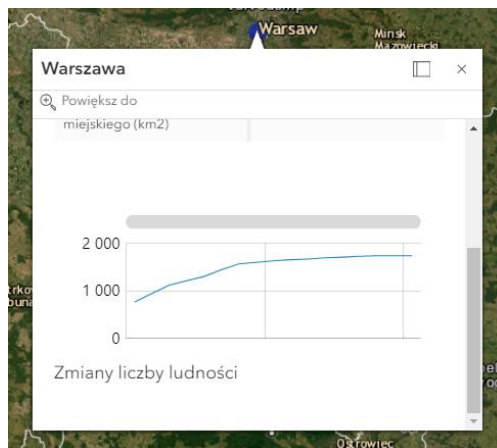 Warsaw
Minsk
Mazowiecki
Warszawa
Powiększ do
miejskiego (km2)
2 000
1 000
0
Zmiany liczby ludności
Ostrowiec